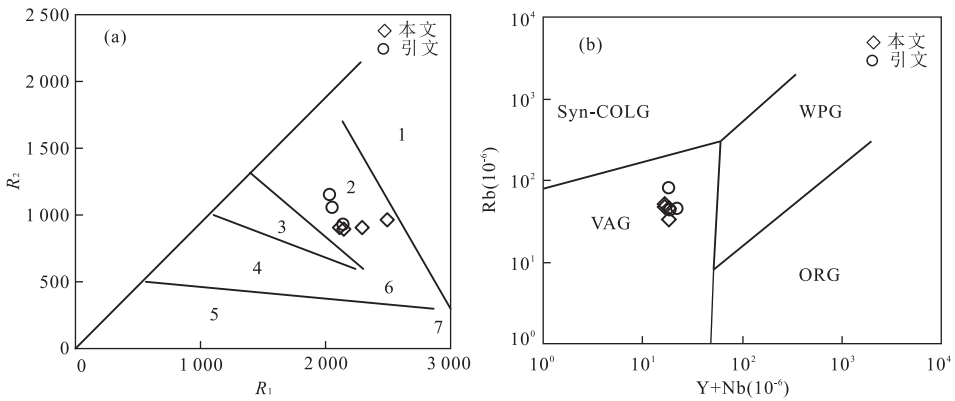 (a)
◇ 本文
○ 引文
2 500
2 000
1 500
1 000
500
0
R₂
1
2
3
4
5
6
7
0
1 000
2 000
3 000
R₁
(b)
◇ 本文
○ 引文
10⁴
10³
10²
10¹
10⁰
Rb(10⁻⁶)
Syn-COLG
WPG
VAG
ORG
10⁰
10¹
10²
10³
10⁴
Y+Nb(10⁻⁶)